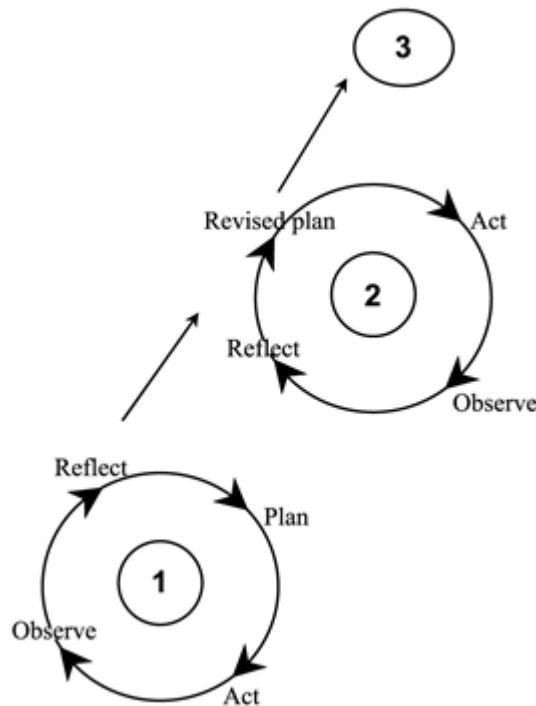 3
Revised plan
Act
2
Reflect
Observe
Reflect
Plan
1
Observe
Act